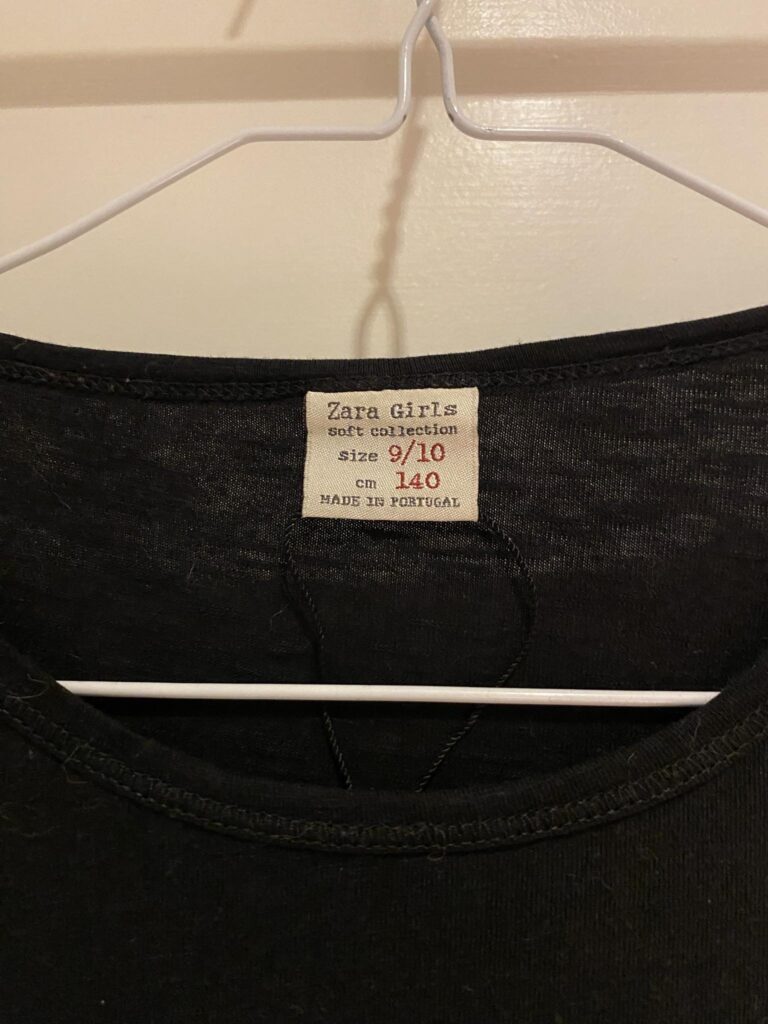 Zara Girls
soft collection
size 9/10
cm 140
MADE IN PORTUGAL